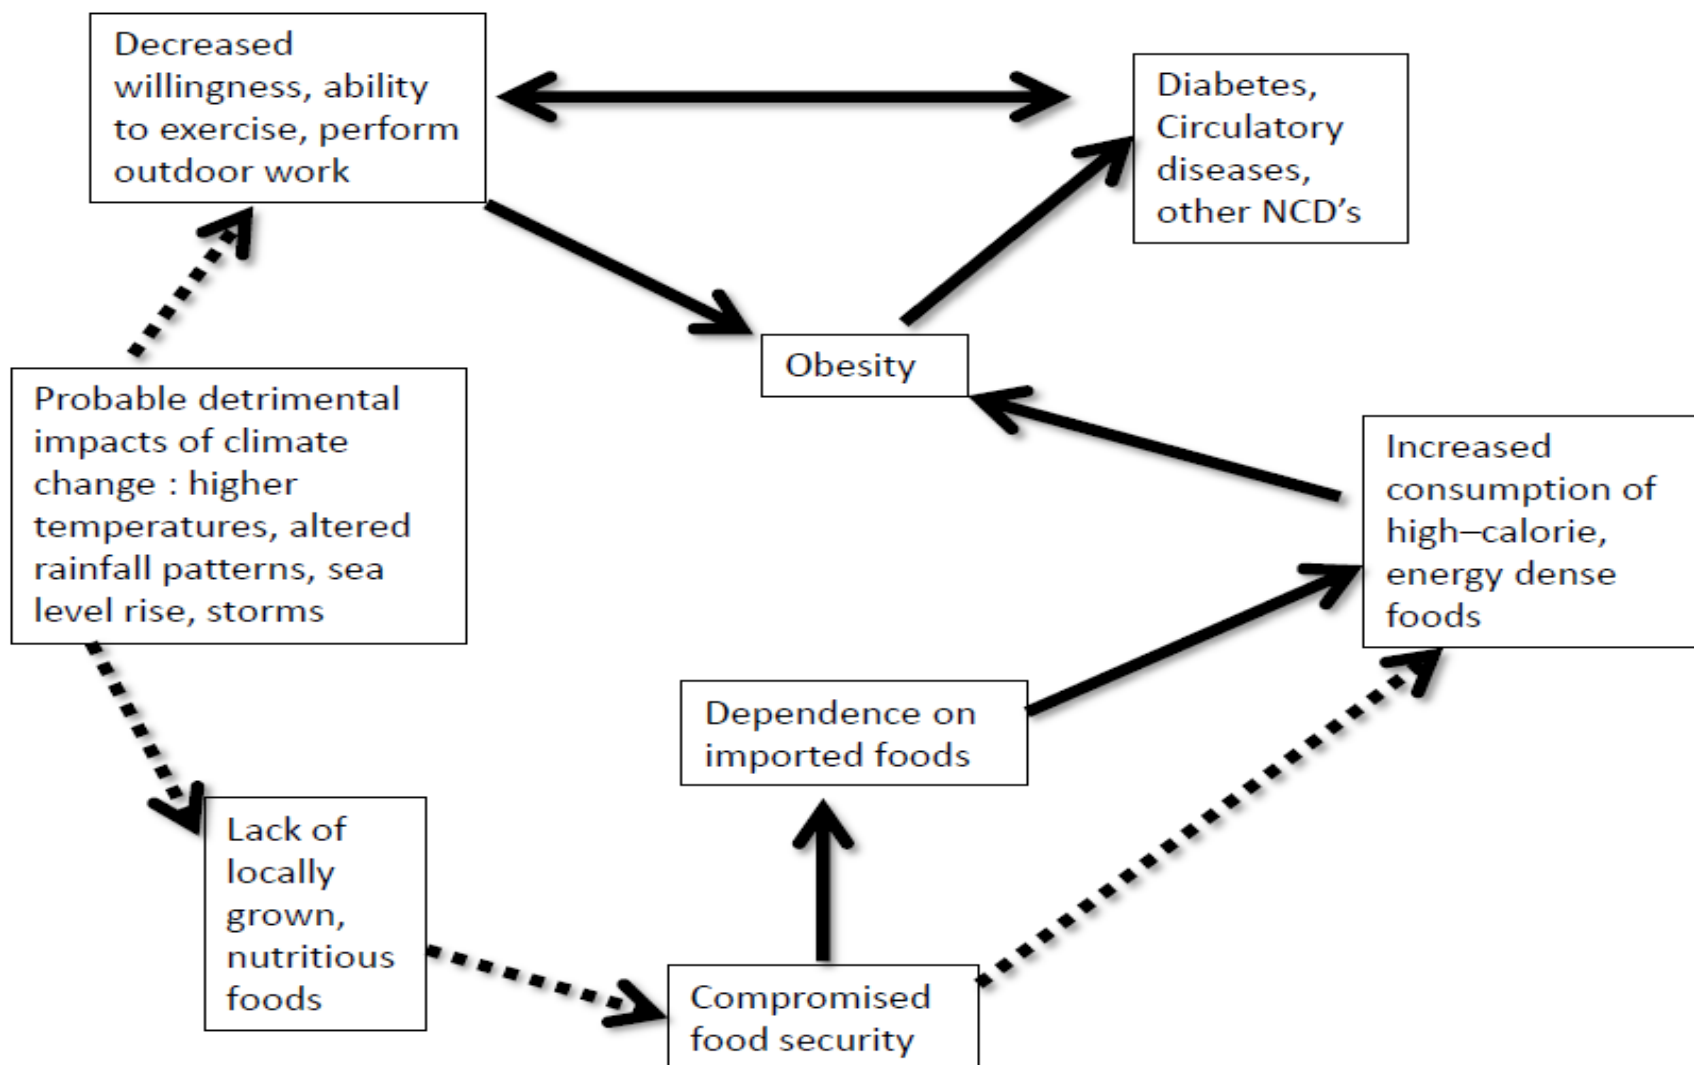 Decreased
willingness, ability
to exercise, perform
outdoor work
Diabetes,
Circulatory
diseases,
other NCD’s
Obesity
Probable detrimental
impacts of climate
change : higher
temperatures, altered
rainfall patterns, sea
level rise, storms
Increased
consumption of
high–calorie,
energy dense
foods
Dependence on
imported foods
Lack of
locally
grown,
nutritious
foods
Compromised
food security